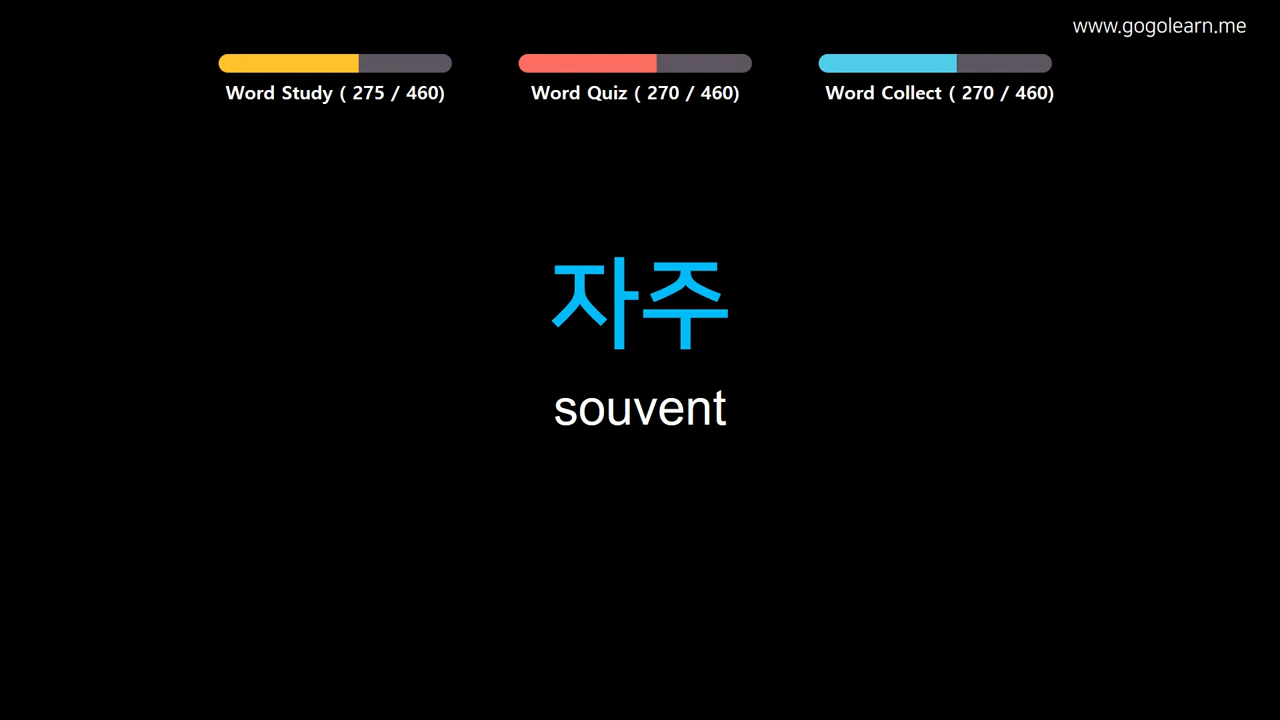 www.gogolearn.me
Word Study ( 275 / 460)
Word Quiz ( 270 / 460)
Word Collect ( 270 / 460)
자주
souvent